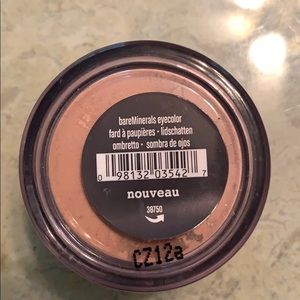 bareMinerals eyecolor
fard à paupières • lidschatten
ombretto • sombra de ojos
0 98132 03542 7
nouveau
38750
CZ12a